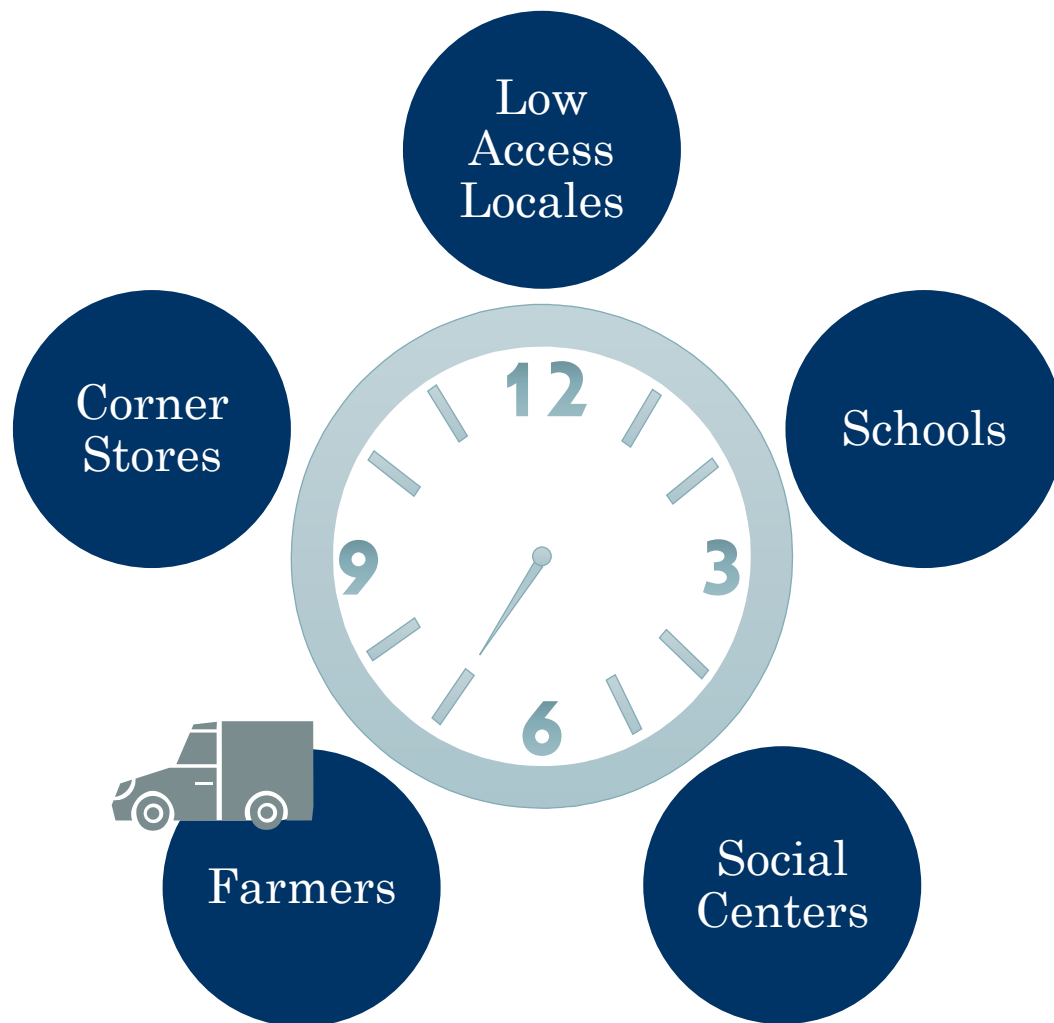 Low
Access
Locales
Corner
Stores
Schools
12
9
3
6
Farmers
Social
Centers